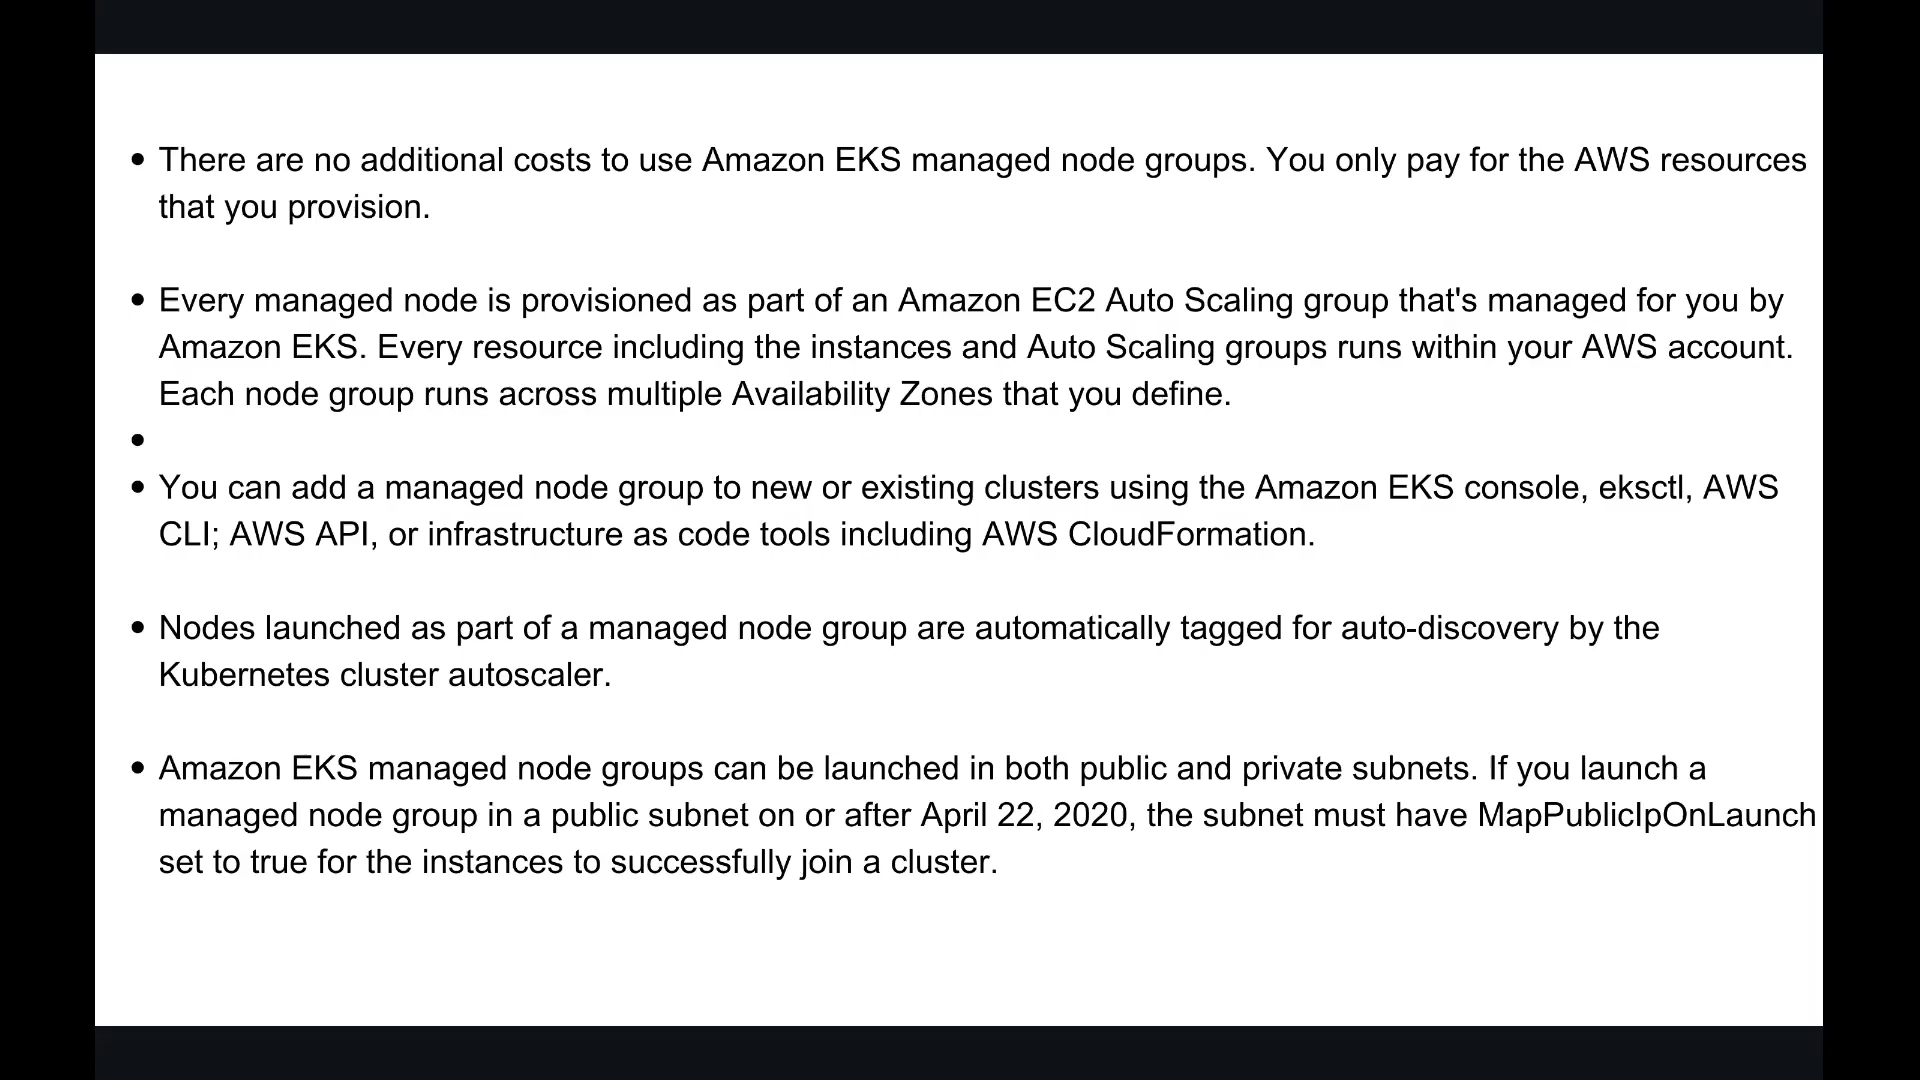 • There are no additional costs to use Amazon EKS managed node groups. You only pay for the AWS resources
that you provision.
• Every managed node is provisioned as part of an Amazon EC2 Auto Scaling group that's managed for you by
Amazon EKS. Every resource including the instances and Auto Scaling groups runs within your AWS account.
Each node group runs across multiple Availability Zones that you define.
•
• You can add a managed node group to new or existing clusters using the Amazon EKS console, eksctl, AWS
CLI; AWS API, or infrastructure as code tools including AWS CloudFormation.
• Nodes launched as part of a managed node group are automatically tagged for auto-discovery by the
Kubernetes cluster autoscaler.
• Amazon EKS managed node groups can be launched in both public and private subnets. If you launch a
managed node group in a public subnet on or after April 22, 2020, the subnet must have MapPublicIpOnLaunch
set to true for the instances to successfully join a cluster.